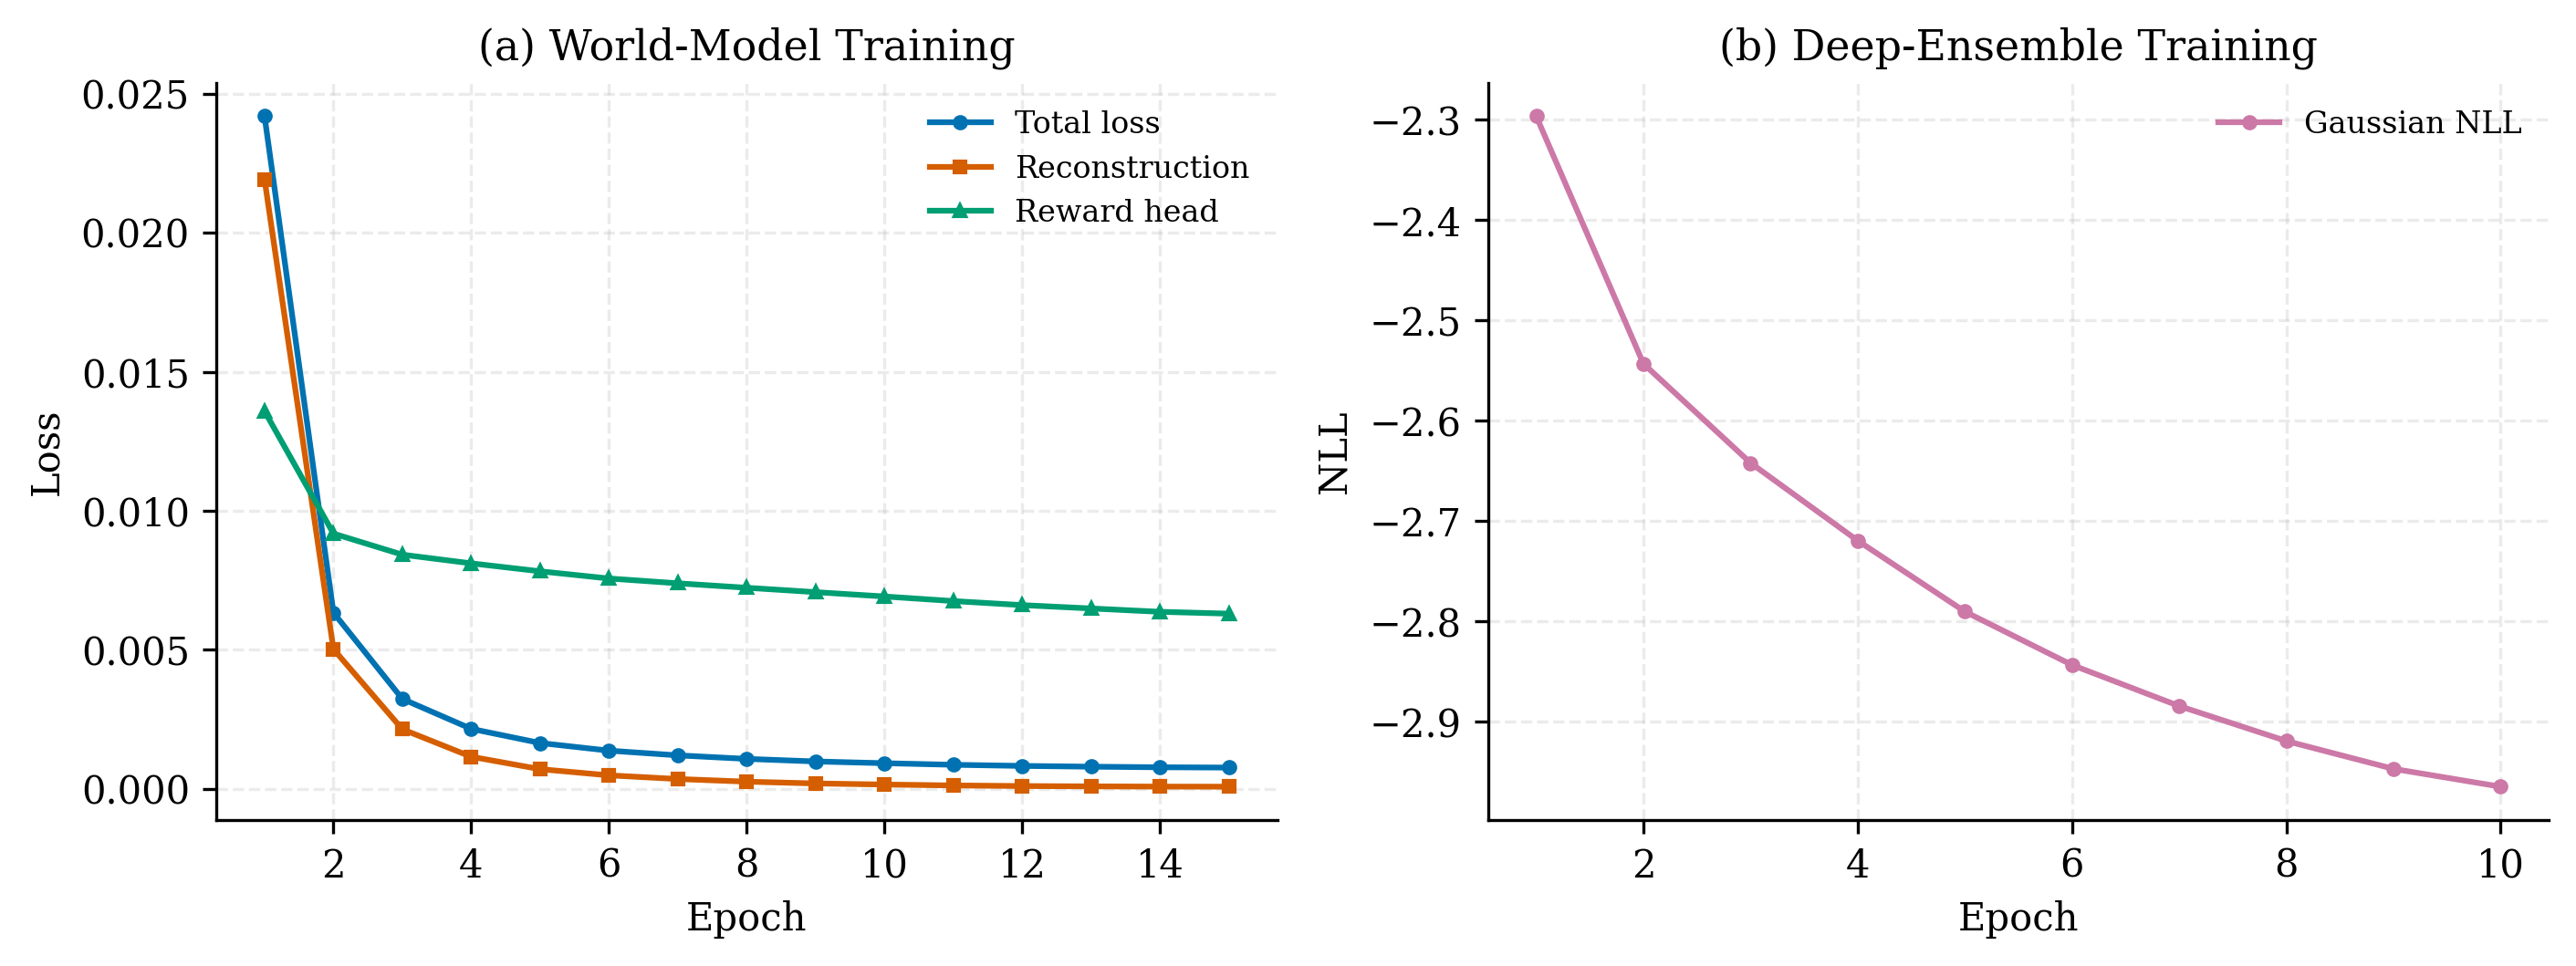 (a) World-Model Training
0.025
0.020
0.015
0.010
0.005
0.000
Loss
2 4 6 8 10 12 14
Epoch
Total loss
Reconstruction
Reward head
(b) Deep-Ensemble Training
−2.3
−2.4
−2.5
−2.6
−2.7
−2.8
−2.9
NLL
2 4 6 8 10
Epoch
Gaussian NLL